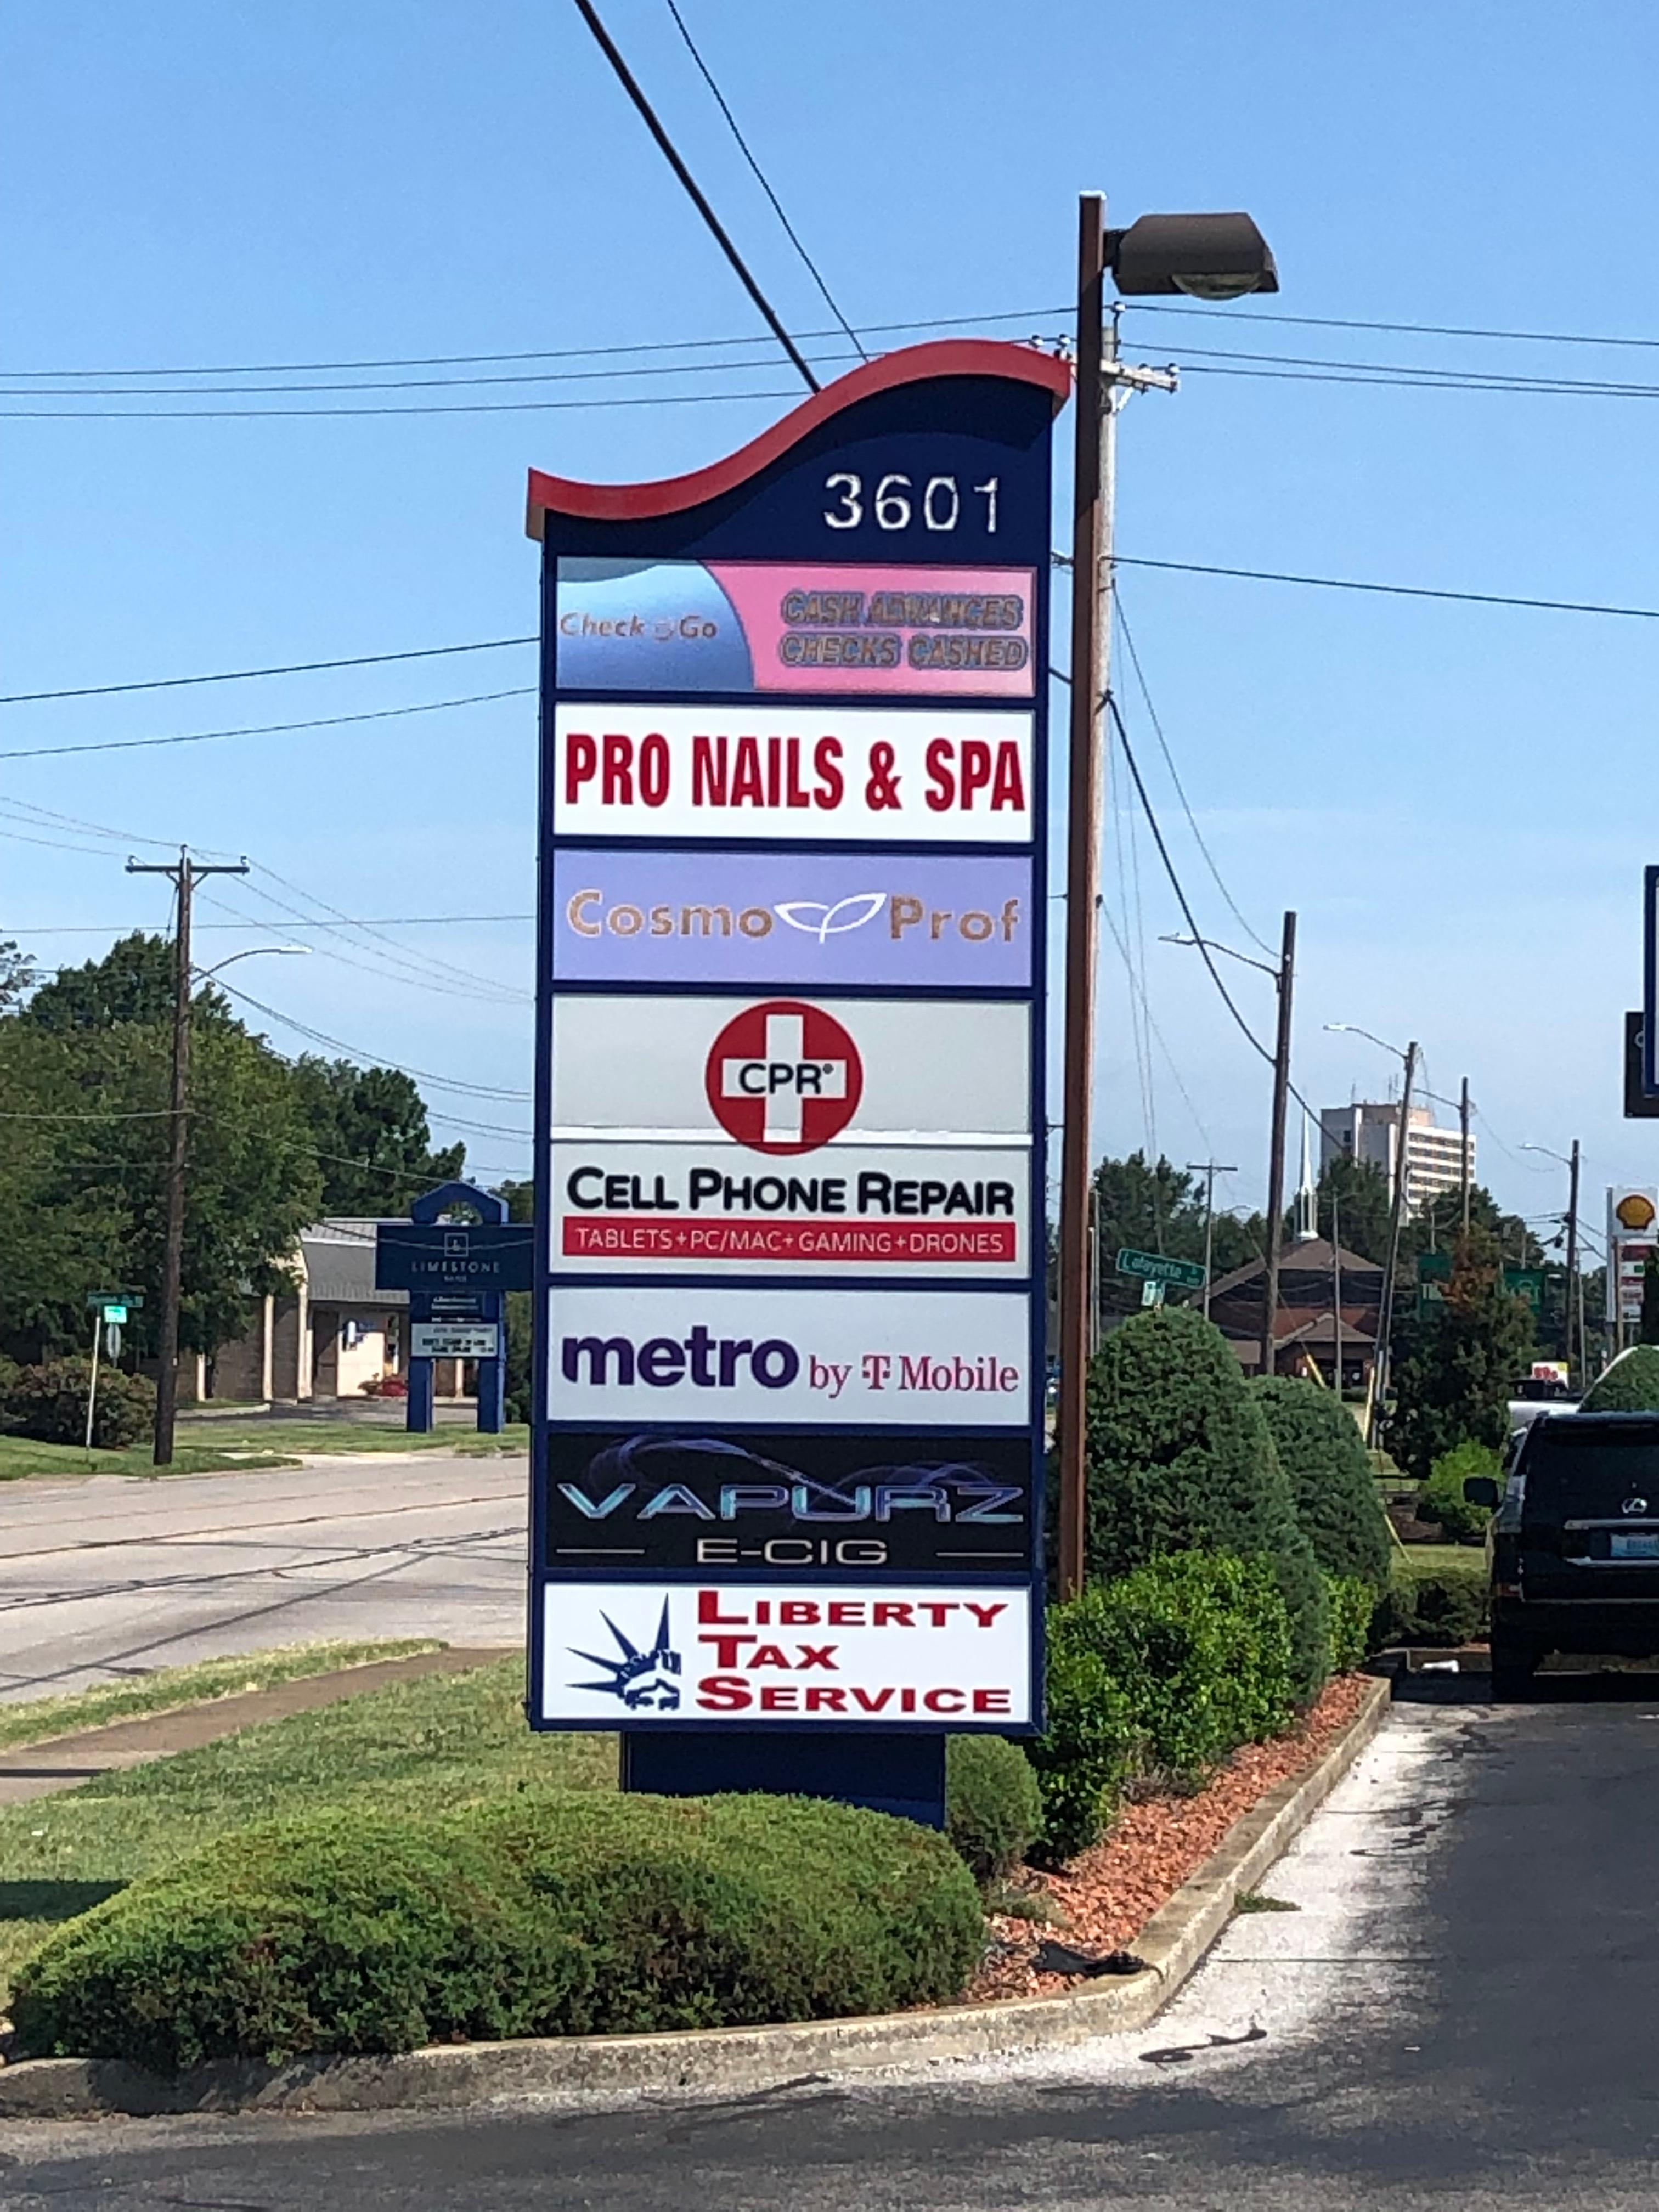 3601
Check Go
CASH ADVANCES
CHECKS CASHED
PRO NAILS & SPA
Cosmo Prof
CPR®
CELL PHONE REPAIR
TABLETS+PC/MAC+GAMING+DRONES
metro by T Mobile
VAPURZ
E-CIG
LIBERTY
TAX
SERVICE
LIMESTONE
Lafayette